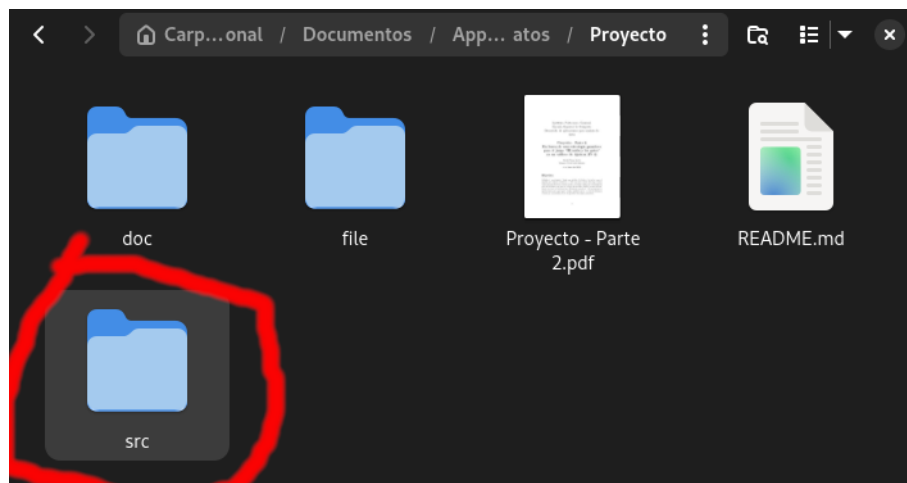 Carp...onal / Documentos / App... atos / Proyecto
doc
file
Proyecto - Parte
2.pdf
README.md
src